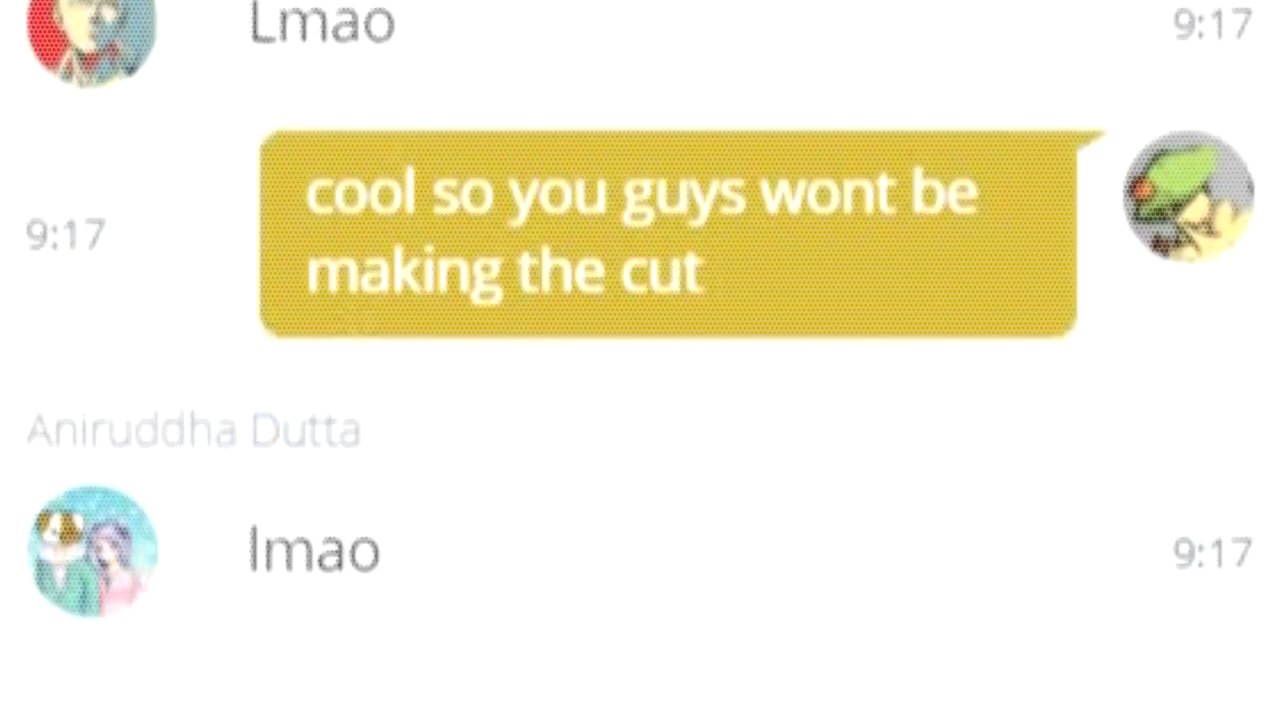 Lmao 9:17
cool so you guys wont be
9:17
making the cut
Aniruddha Dutta
lmao 9:17